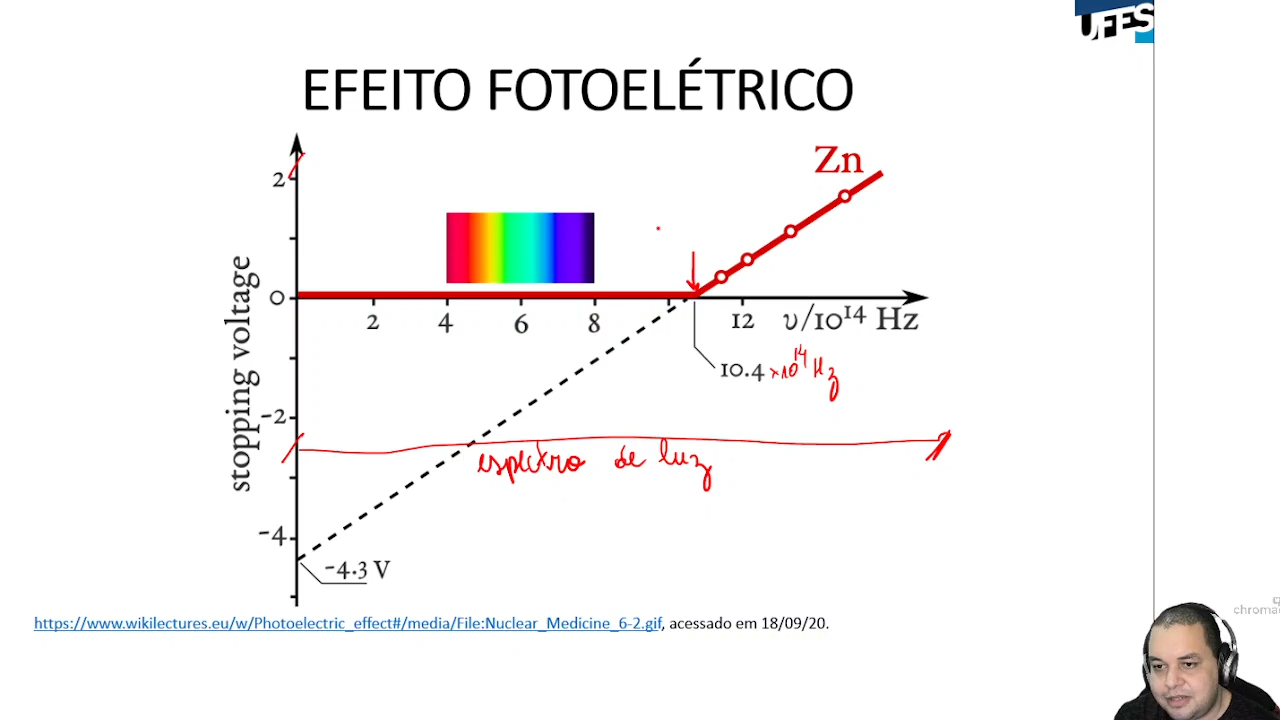 UFES
EFEITO FOTOELÉTRICO
Zn
2
0
-2
-4
stopping voltage
2 4 6 8 12 υ/10¹⁴ Hz
10.4 ×10¹⁴ Hz
espectro de luz
-4.3 V
https://www.wikilectures.eu/w/Photoelectric_effect#/media/File:Nuclear_Medicine_6-2.gif, acessado em 18/09/20.